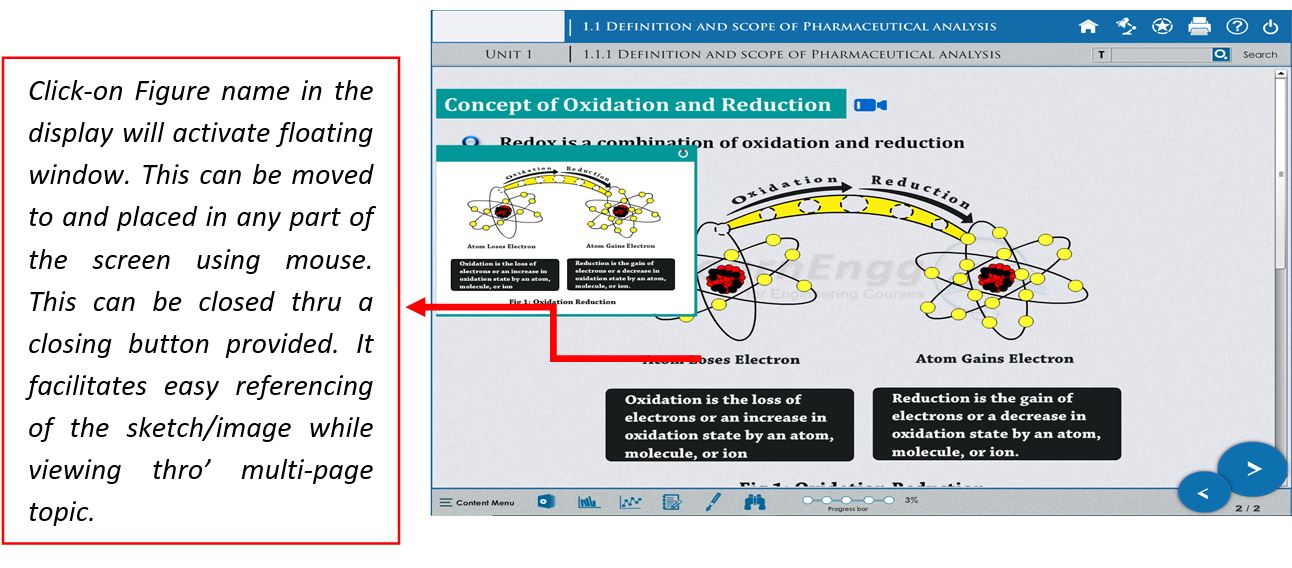 Click-on Figure name in the
display will activate floating
window. This can be moved
to and placed in any part of
the screen using mouse.
This can be closed thru a
closing button provided. It
facilitates easy referencing
of the sketch/image while
viewing thro’ multi-page
topic.
1.1 Definition and scope of Pharmaceutical analysis
Unit 1
1.1.1 Definition and scope of Pharmaceutical analysis
T
Search
Concept of Oxidation and Reduction
Redox is a combination of oxidation and reduction
Oxidation Reduction
Atom Loses Electron
Atom Gains Electron
Oxidation is the loss of
electrons or an increase in
oxidation state by an atom,
molecule, or ion
Reduction is the gain of
electrons or a decrease in
oxidation state by an atom,
molecule, or ion.
Fig 1: Oxidation Reduction
Oxidation Reduction
for Engineering Courses
Atom Loses Electron
Atom Gains Electron
Oxidation is the loss of
electrons or an increase in
oxidation state by an atom,
molecule, or ion
Reduction is the gain of
electrons or a decrease in
oxidation state by an atom,
molecule, or ion.
Fig 1: Oxidation Reduction
Content Menu
Progress bar
3%
>
<
2 / 2